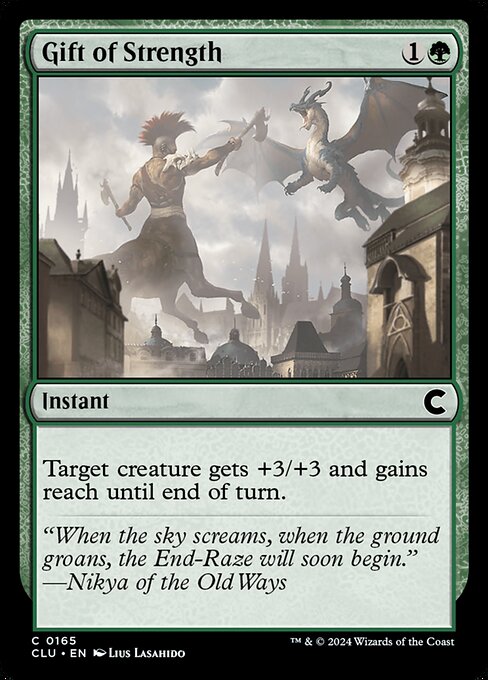 Gift of Strength 1
Instant
Target creature gets +3/+3 and gains
reach until end of turn.
“When the sky screams, when the ground
groans, the End-Raze will soon begin.”
—Nikya of the Old Ways
C 0165
CLU • EN Lius Lasahido
™ & © 2024 Wizards of the Coast